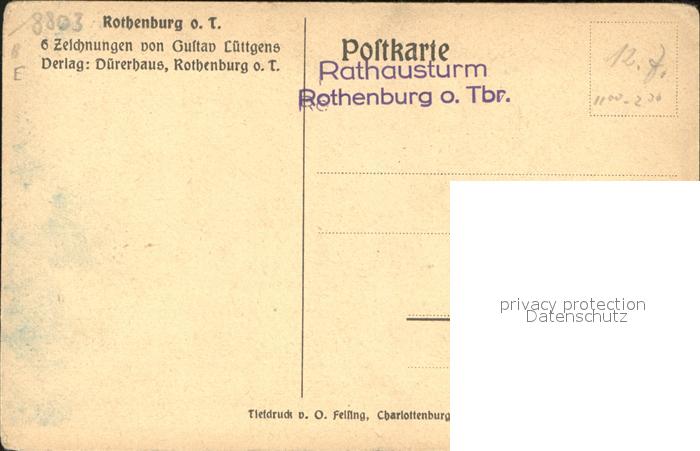 8803
Rothenburg o. T.
6 Zeichnungen von Gustav Lüttgens
Verlag: Dürerhaus, Rothenburg o. T.
E
Postkarte
Rathausturm
Rothenburg o. Tbr.
12.
privacy protection
Datenschutz
Tiefdruck v. O. Felsing, Charlottenburg